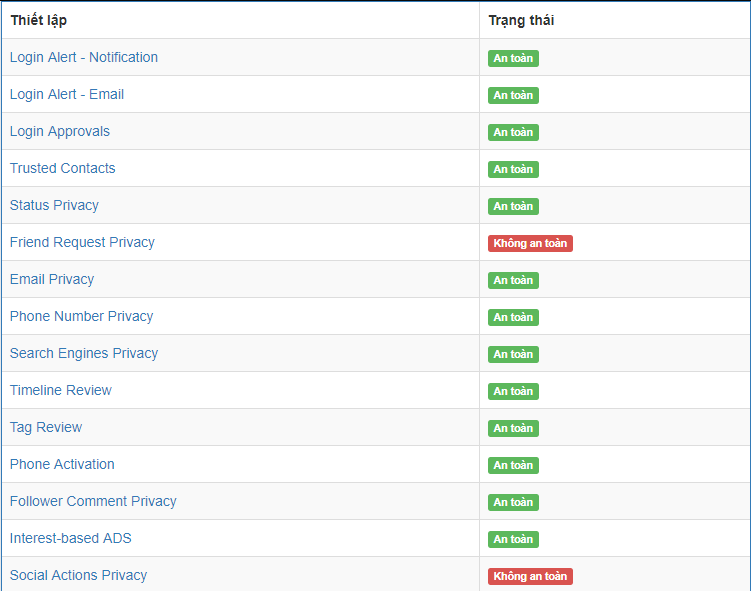 Thiết lập Trạng thái
Login Alert - Notification An toàn
Login Alert - Email An toàn
Login Approvals An toàn
Trusted Contacts An toàn
Status Privacy An toàn
Friend Request Privacy Không an toàn
Email Privacy An toàn
Phone Number Privacy An toàn
Search Engines Privacy An toàn
Timeline Review An toàn
Tag Review An toàn
Phone Activation An toàn
Follower Comment Privacy An toàn
Interest-based ADS An toàn
Social Actions Privacy Không an toàn